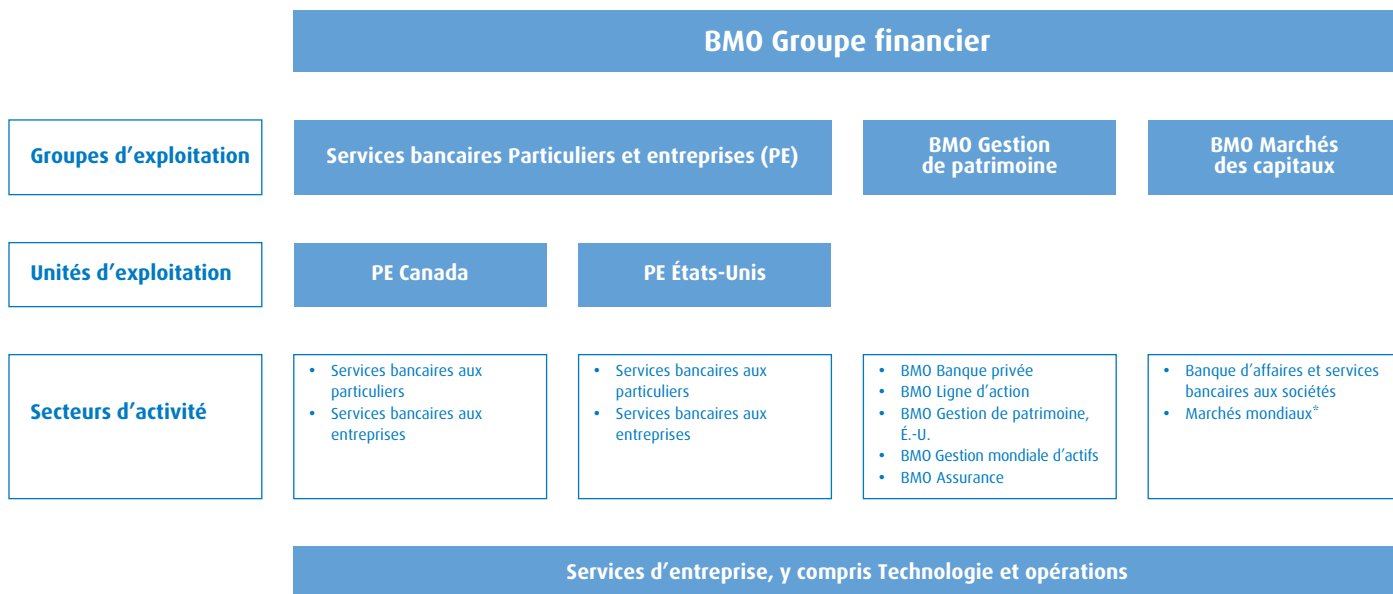 BMO Groupe financier
Groupes d'exploitation
Services bancaires Particuliers et entreprises (PE)
BMO Gestion
de patrimoine
BMO Marchés
des capitaux
Unités d'exploitation
PE Canada
PE États-Unis
Secteurs d'activité
• Services bancaires aux
particuliers
• Services bancaires aux
entreprises
• Services bancaires aux
particuliers
• Services bancaires aux
entreprises
• BMO Banque privée
• BMO Ligne d'action
• BMO Gestion de patrimoine,
É.-U.
• BMO Gestion mondiale d'actifs
• BMO Assurance
• Banque d'affaires et services
bancaires aux sociétés
• Marchés mondiaux*
Services d'entreprise, y compris Technologie et opérations